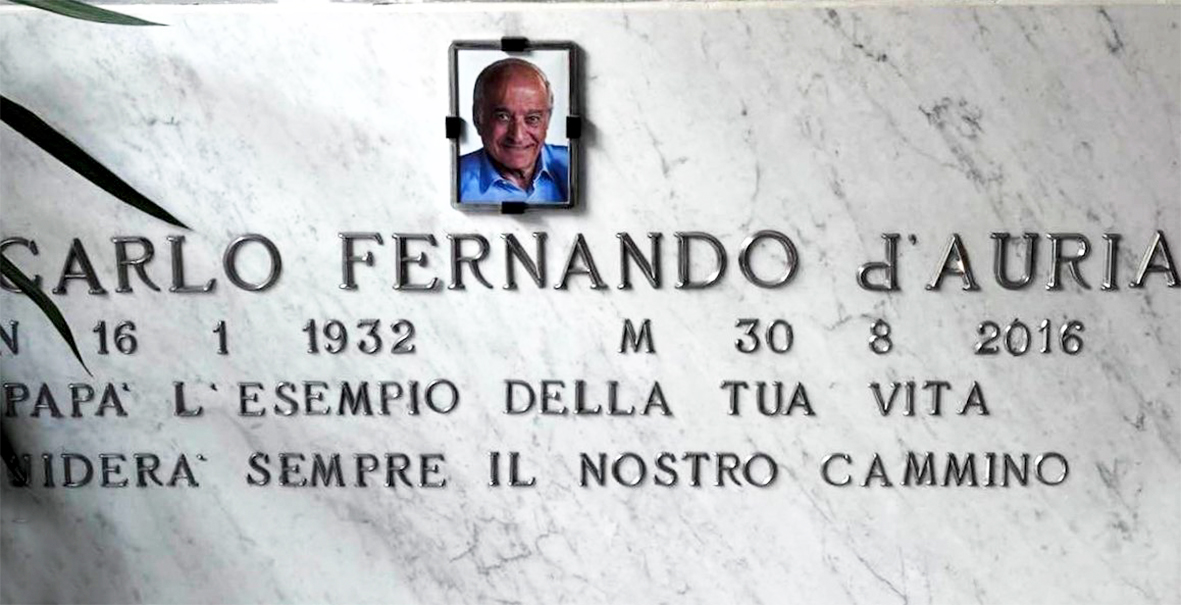 CARLO FERNANDO d'AURIA
N 16 1 1932 M 30 8 2016
PAPA' L'ESEMPIO DELLA TUA VITA
SEMPRE IL NOSTRO CAMMINO